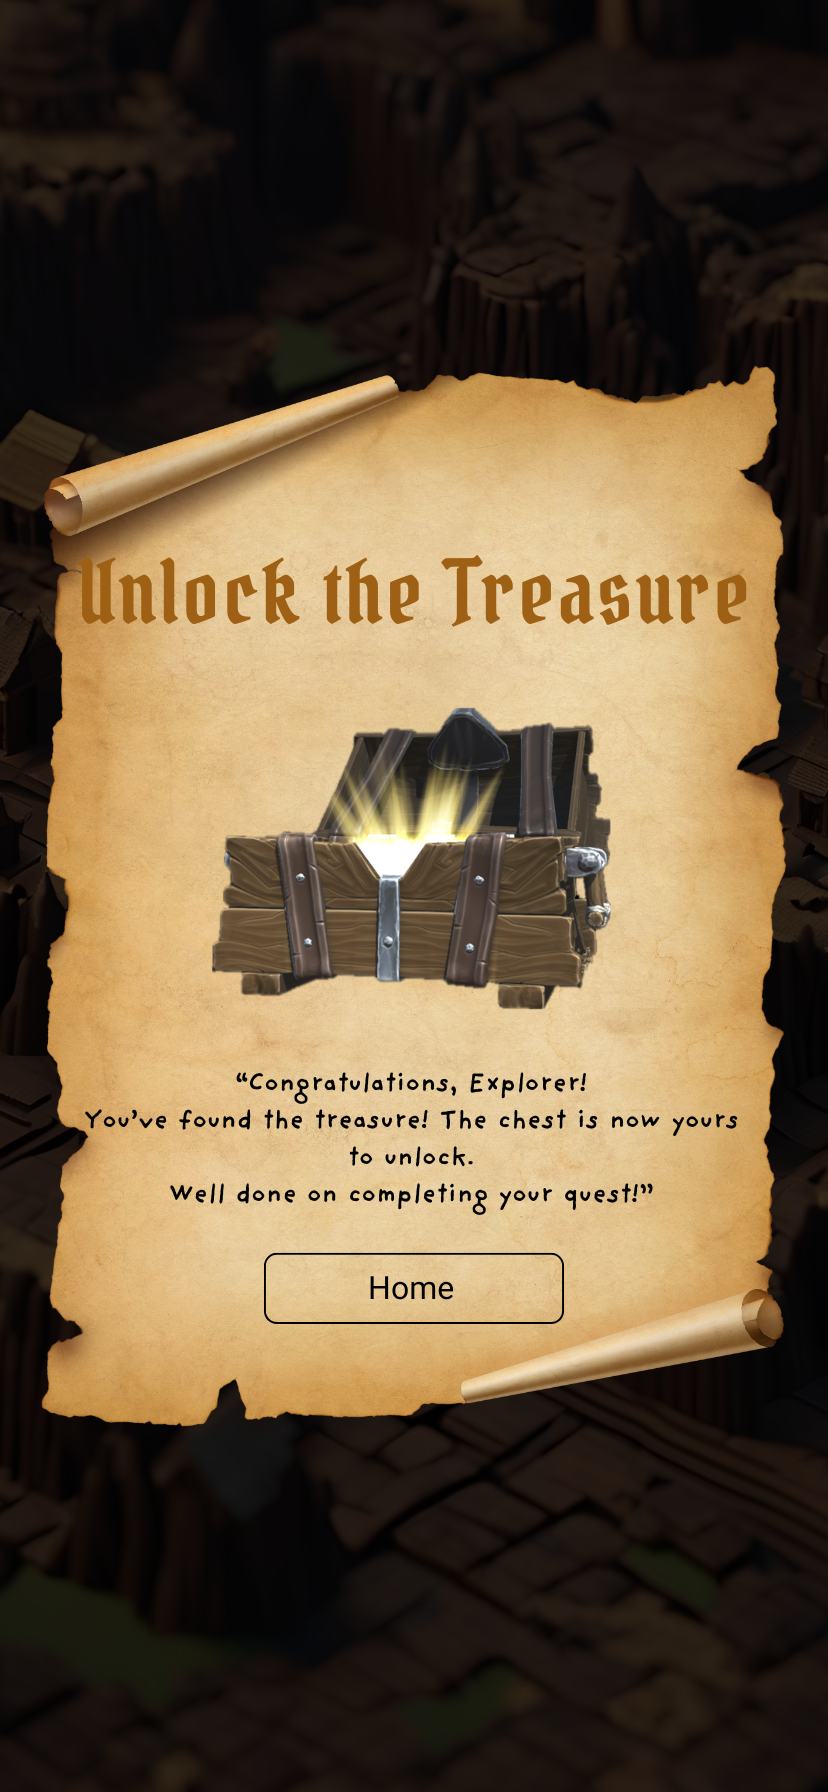 Unlock the Treasure
“Congratulations, Explorer!
You’ve found the treasure! The chest is now yours
to unlock.
Well done on completing your quest!”
Home